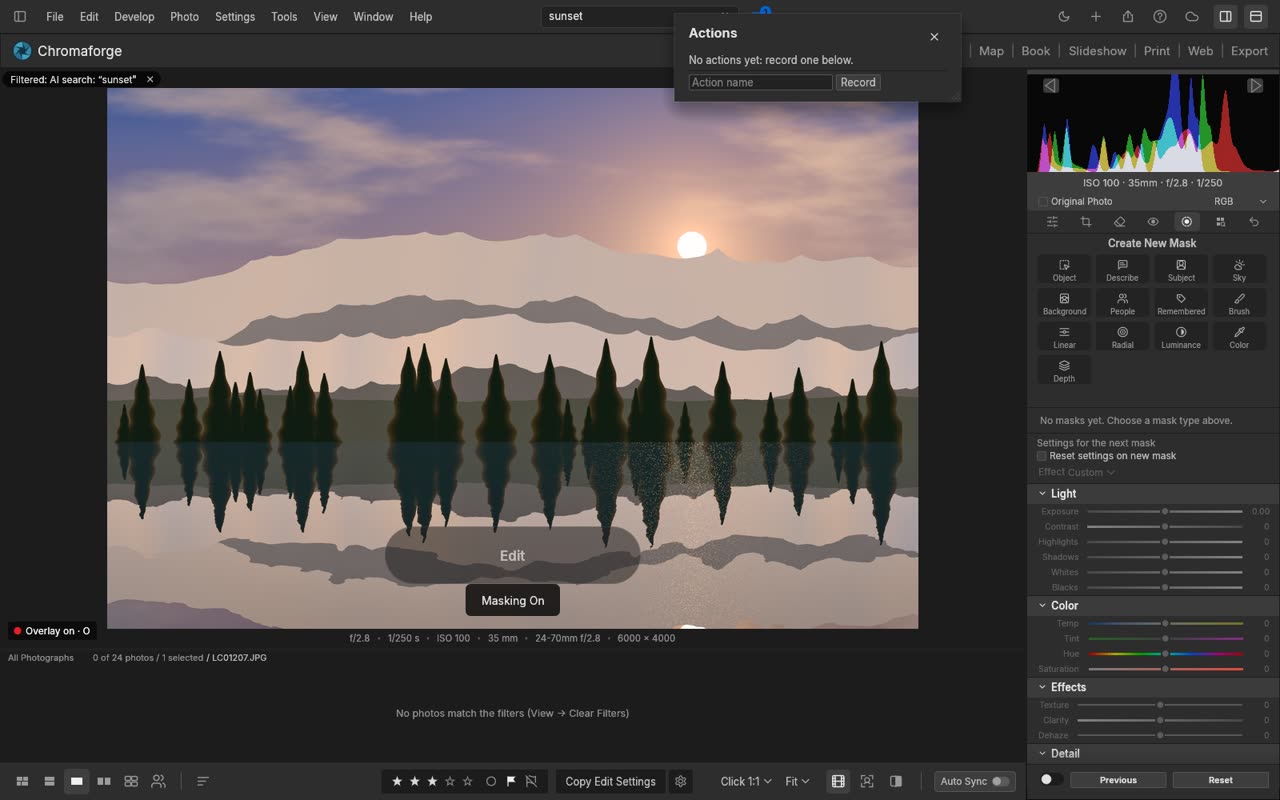 File Edit Develop Photo Settings Tools View Window Help
sunset
Actions
No actions yet: record one below.
Action name Record
Chromaforge
Map Book Slideshow Print Web Export
Filtered: AI search: “sunset”
ISO 100 · 35mm · f/2.8 · 1/250
Original Photo RGB
Create New Mask
Object Describe Subject Sky
Background People Remembered Brush
Linear Radial Luminance Color
Depth
No masks yet. Choose a mask type above.
Settings for the next mask
Reset settings on new mask
Effect Custom
Light
Exposure 0.00
Contrast 0
Highlights 0
Shadows 0
Whites 0
Blacks 0
Color
Temp 0
Tint 0
Hue 0
Saturation 0
Effects
Texture 0
Clarity 0
Dehaze 0
Detail
Previous Reset
Edit
Masking On
Overlay on · O
f/2.8 · 1/250 s · ISO 100 · 35 mm · 24-70mm f/2.8 · 6000 × 4000
All Photographs 0 of 24 photos / 1 selected / LC01207.JPG
No photos match the filters (View → Clear Filters)
Copy Edit Settings Click 1:1 Fit Auto Sync